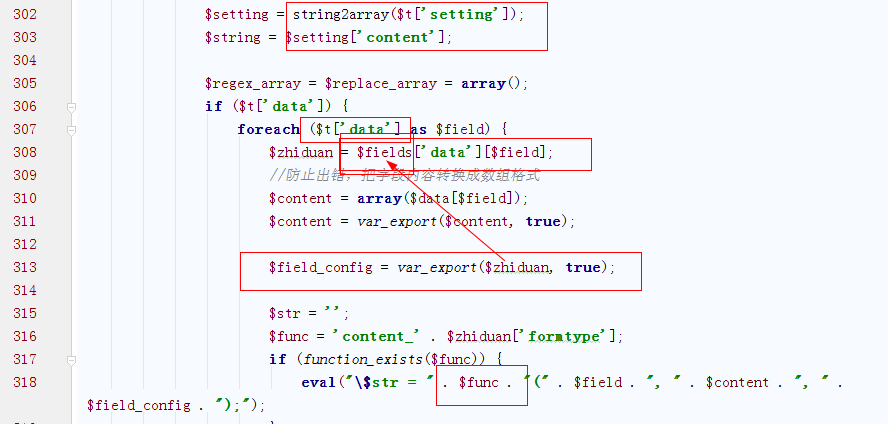 302 $setting = string2array($t['setting']);
303 $string = $setting['content'];
304
305 $regex_array = $replace_array = array();
306 if ($t['data']) {
307 foreach ($t['data'] as $field) {
308 $zhiduan = $fields['data'][$field];
309 //防止出错，把字段内容转换成数组格式
310 $content = array($data[$field]);
311 $content = var_export($content, true);
312
313 $field_config = var_export($zhiduan, true);
314
315 $str = '';
316 $func = 'content_' . $zhiduan['formtype'];
317 if (function_exists($func)) {
318 eval("\$str = " . $func . "(" . $field . ", " . $content . ", " .
$field_config . ");");